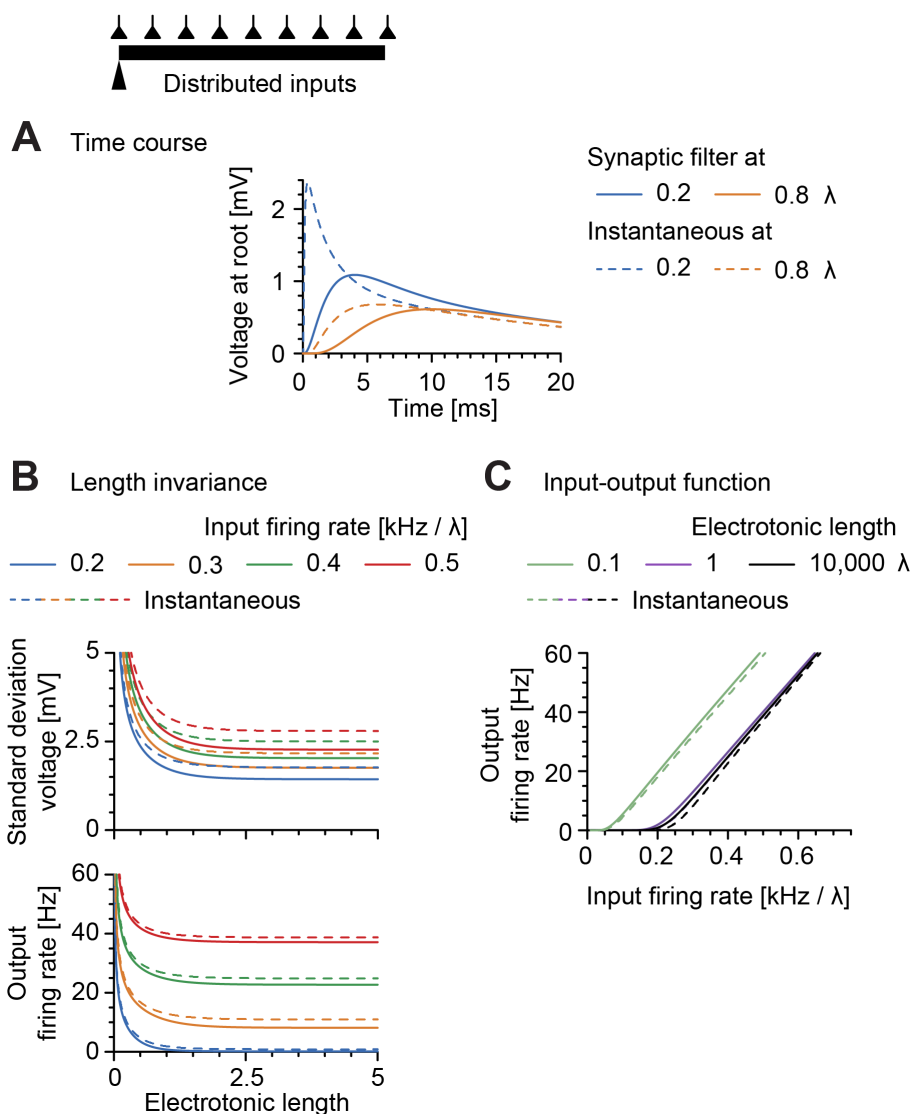 Distributed inputs
A Time course
Voltage at root [mV]
2
1
0
0 5 10 15 20
Time [ms]
Synaptic filter at
0.2 0.8 λ
Instantaneous at
0.2 0.8 λ
B Length invariance
Input firing rate [kHz / λ]
0.2 0.3 0.4 0.5
Instantaneous
Standard deviation
voltage [mV]
5
2.5
0
Output
firing rate [Hz]
60
40
20
0
0 2.5 5
Electrotonic length
C Input-output function
Electrotonic length
0.1 1 10,000 λ
Instantaneous
Output
firing rate [Hz]
60
40
20
0
0 0.2 0.4 0.6
Input firing rate [kHz / λ]